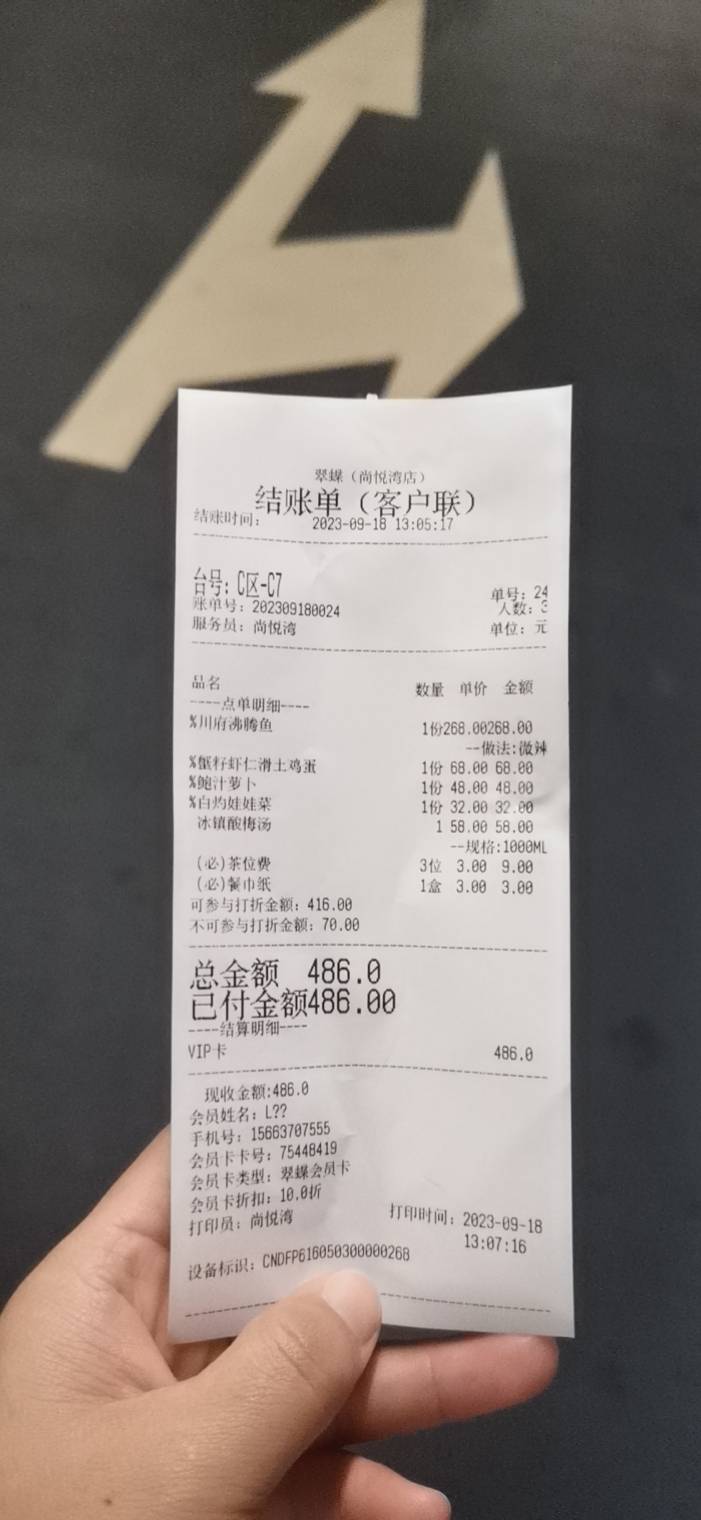 翠蝶（尚悦湾店）
结账单（客户联）
结账时间： 2023-09-18 13:05:17
台号：C区-C7
单号：24
账单号：202309180024
人数：3
服务员：尚悦湾
单位：元
品名 数量 单价 金额
----点单明细----
%川府沸腾鱼 1份268.00268.00
--做法:微辣
%蟹籽虾仁滑土鸡蛋 1份 68.00 68.00
%鲍汁萝卜 1份 48.00 48.00
%白灼娃娃菜 1份 32.00 32.00
冰镇酸梅汤 1 58.00 58.00
--规格:1000ML
(必)茶位费 3位 3.00 9.00
(必)餐巾纸 1盒 3.00 3.00
可参与打折金额：416.00
不可参与打折金额：70.00
总金额 486.0
已付金额486.00
----结算明细----
VIP卡 486.0
现收金额:486.0
会员姓名：L??
手机号：15663707555
会员卡卡号：75448419
会员卡类型：翠蝶会员卡
会员卡折扣：10.0折
打印员：尚悦湾
打印时间：2023-09-18
13:07:16
设备标识：CNDFP616050300000268